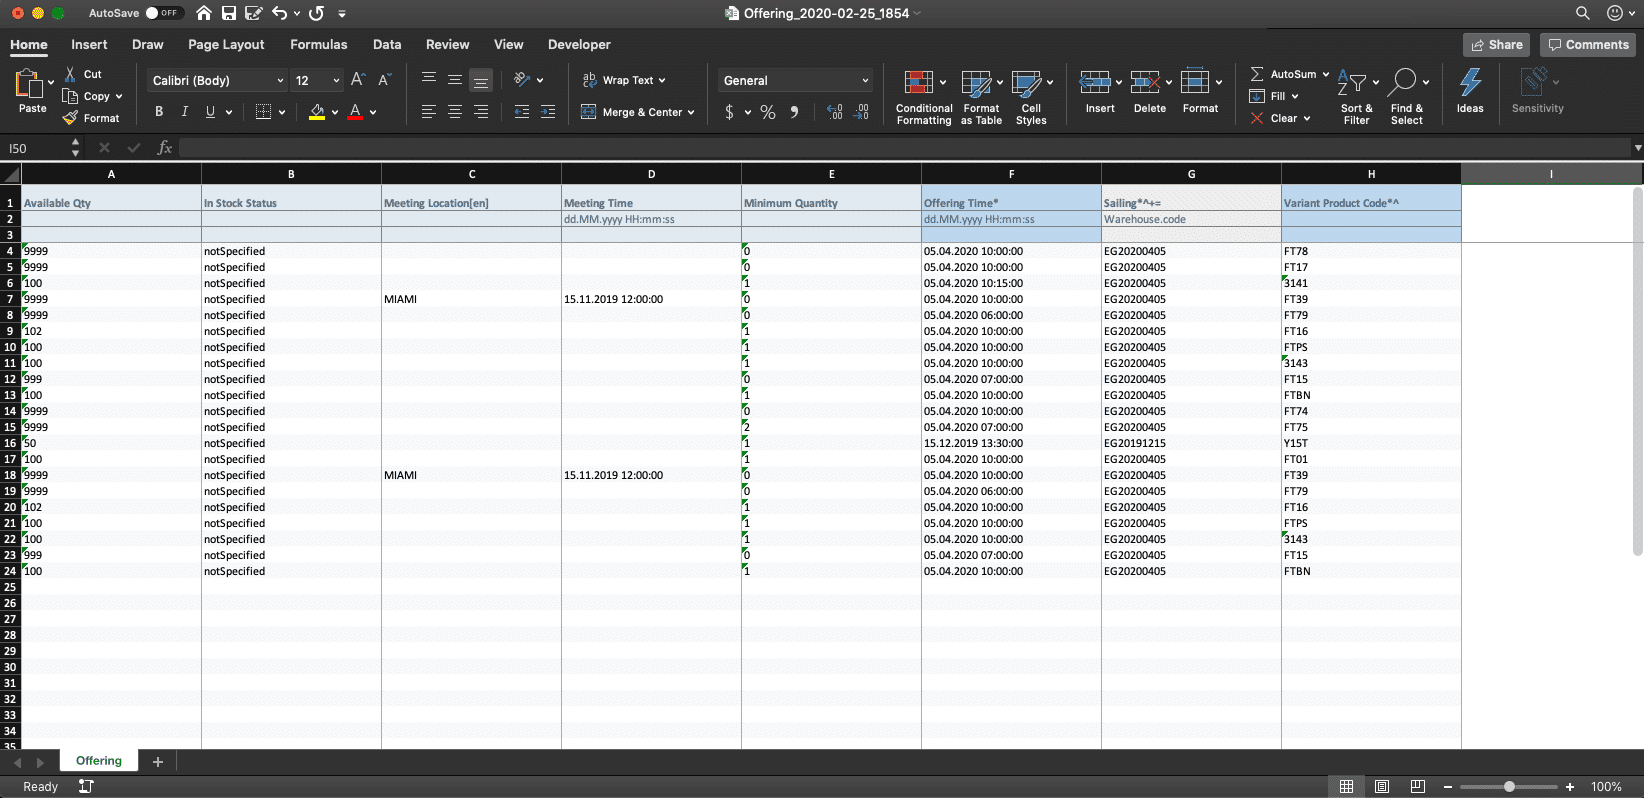 AutoSave OFF Offering_2020-02-25_1854
Home Insert Draw Page Layout Formulas Data Review View Developer Share Comments
Paste Cut Copy Format
Calibri (Body) 12 A^ A
B I U A
ab Wrap Text
Merge & Center
General
$ % ,
Conditional Formatting Format as Table Cell Styles
Insert Delete Format
AutoSum Fill Clear
Sort & Filter Find & Select
Ideas Sensitivity
I50 fx
A B C D E F G H I
1 Available Qty In Stock Status Meeting Location[en] Meeting Time Minimum Quantity Offering Time* Sailing*^+= Variant Product Code*^
2 dd.MM.yyyy HH:mm:ss dd.MM.yyyy HH:mm:ss Warehouse.code
3
4 9999 notSpecified 0 05.04.2020 10:00:00 EG20200405 FT78
5 9999 notSpecified 0 05.04.2020 10:00:00 EG20200405 FT17
6 100 notSpecified 1 05.04.2020 10:15:00 EG20200405 3141
7 9999 notSpecified MIAMI 15.11.2019 12:00:00 0 05.04.2020 10:00:00 EG20200405 FT39
8 9999 notSpecified 0 05.04.2020 06:00:00 EG20200405 FT79
9 102 notSpecified 1 05.04.2020 10:00:00 EG20200405 FT16
10 100 notSpecified 1 05.04.2020 10:00:00 EG20200405 FTPS
11 100 notSpecified 1 05.04.2020 10:00:00 EG20200405 3143
12 999 notSpecified 0 05.04.2020 07:00:00 EG20200405 FT15
13 100 notSpecified 1 05.04.2020 10:00:00 EG20200405 FTBN
14 9999 notSpecified 0 05.04.2020 10:00:00 EG20200405 FT74
15 9999 notSpecified 2 05.04.2020 07:00:00 EG20200405 FT75
16 50 notSpecified 1 15.12.2019 13:30:00 EG20191215 Y15T
17 100 notSpecified 1 05.04.2020 10:00:00 EG20200405 FT01
18 9999 notSpecified MIAMI 15.11.2019 12:00:00 0 05.04.2020 10:00:00 EG20200405 FT39
19 9999 notSpecified 0 05.04.2020 06:00:00 EG20200405 FT79
20 102 notSpecified 1 05.04.2020 10:00:00 EG20200405 FT16
21 100 notSpecified 1 05.04.2020 10:00:00 EG20200405 FTPS
22 100 notSpecified 1 05.04.2020 10:00:00 EG20200405 3143
23 999 notSpecified 0 05.04.2020 07:00:00 EG20200405 FT15
24 100 notSpecified 1 05.04.2020 10:00:00 EG20200405 FTBN
25
26
27
28
29
30
31
32
33
34
35
Offering +
Ready 100%